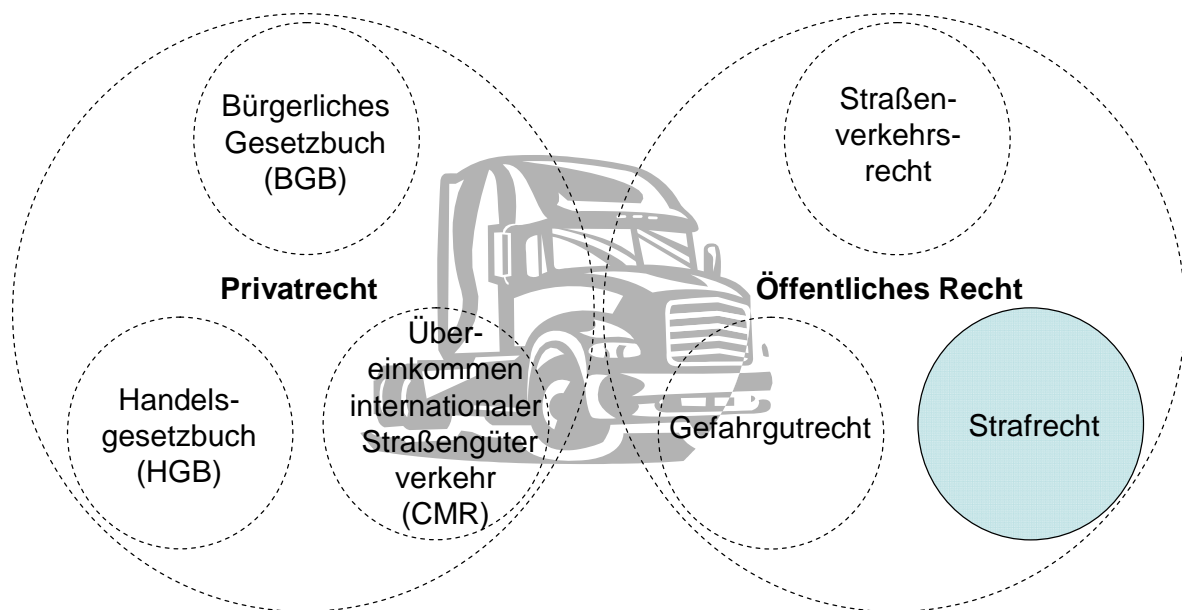 Bürgerliches
Gesetzbuch
(BGB)
Straßen-
verkehrs-
recht
Privatrecht
Öffentliches Recht
Handels-
gesetzbuch
(HGB)
Über-
einkommen
internationaler
Straßengüter
verkehr
(CMR)
Gefahrgutrecht
Strafrecht